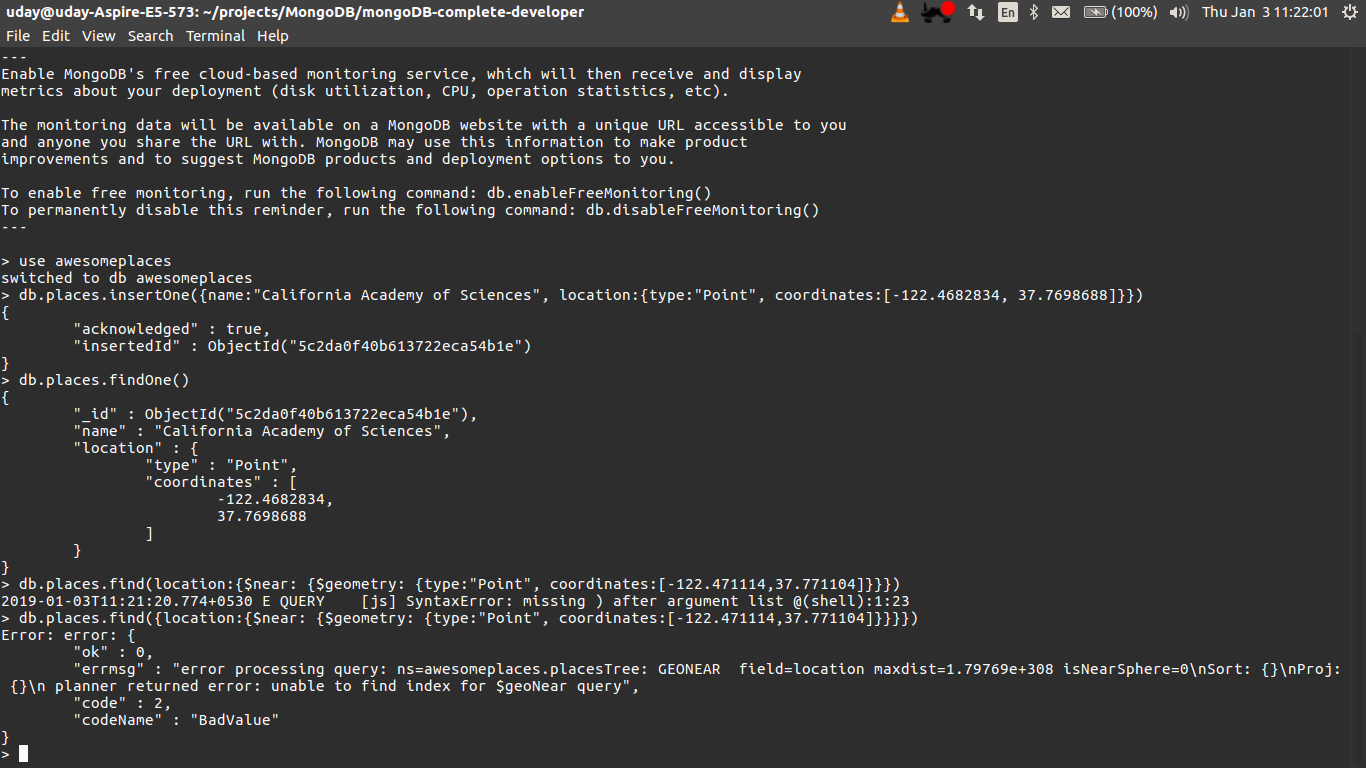 uday@uday-Aspire-E5-573: ~/projects/MongoDB/mongoDB-complete-developer
En
(100%)
Thu Jan  3 11:22:01
File Edit View Search Terminal Help
---
Enable MongoDB's free cloud-based monitoring service, which will then receive and display
metrics about your deployment (disk utilization, CPU, operation statistics, etc).

The monitoring data will be available on a MongoDB website with a unique URL accessible to you
and anyone you share the URL with. MongoDB may use this information to make product
improvements and to suggest MongoDB products and deployment options to you.

To enable free monitoring, run the following command: db.enableFreeMonitoring()
To permanently disable this reminder, run the following command: db.disableFreeMonitoring()
---

> use awesomeplaces
switched to db awesomeplaces
> db.places.insertOne({name:"California Academy of Sciences", location:{type:"Point", coordinates:[-122.4682834, 37.7698688]}})
{
        "acknowledged" : true,
        "insertedId" : ObjectId("5c2da0f40b613722eca54b1e")
}
> db.places.findOne()
{
        "_id" : ObjectId("5c2da0f40b613722eca54b1e"),
        "name" : "California Academy of Sciences",
        "location" : {
                "type" : "Point",
                "coordinates" : [
                        -122.4682834,
                        37.7698688
                ]
        }
}
> db.places.find(location:{$near: {$geometry: {type:"Point", coordinates:[-122.471114,37.771104]}}})
2019-01-03T11:21:20.774+0530 E QUERY    [js] SyntaxError: missing ) after argument list @(shell):1:23
> db.places.find({location:{$near: {$geometry: {type:"Point", coordinates:[-122.471114,37.771104]}}}})
Error: error: {
        "ok" : 0,
        "errmsg" : "error processing query: ns=awesomeplaces.placesTree: GEONEAR  field=location maxdist=1.79769e+308 isNearSphere=0\nSort: {}\nProj:
 {}\n planner returned error: unable to find index for $geoNear query",
        "code" : 2,
        "codeName" : "BadValue"
}
>